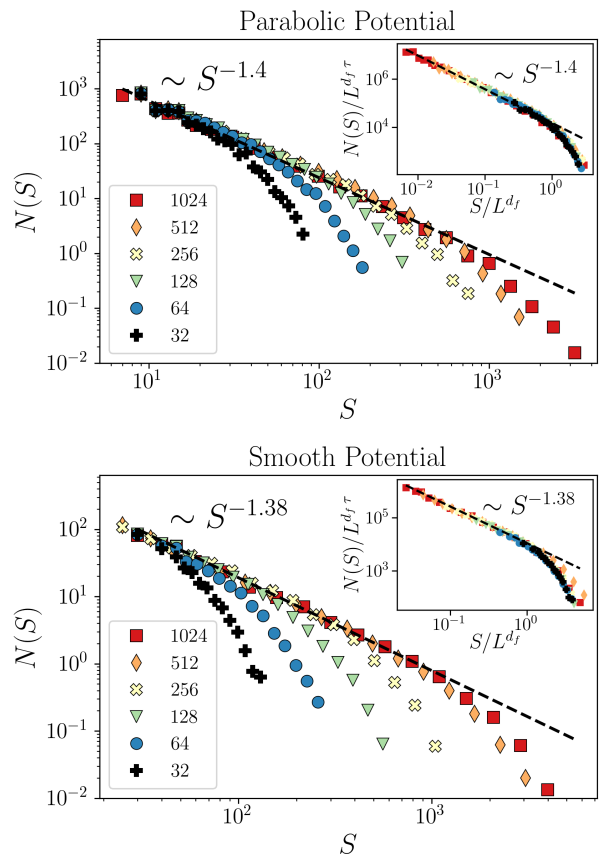 Parabolic Potential
N(S)
10^3
10^2
10^1
10^0
10^−1
10^−2
∼ S^−1.4
1024
512
256
128
64
32
10^1 10^2 10^3
S
N(S)/L^{d_f τ}
10^6
10^4
∼ S^−1.4
10^−2 10^−1 10^0
S/L^{d_f}
Smooth Potential
N(S)
10^2
10^1
10^0
10^−1
10^−2
∼ S^−1.38
1024
512
256
128
64
32
10^2 10^3
S
N(S)/L^{d_f τ}
10^5
10^3
∼ S^−1.38
10^−1 10^0
S/L^{d_f}